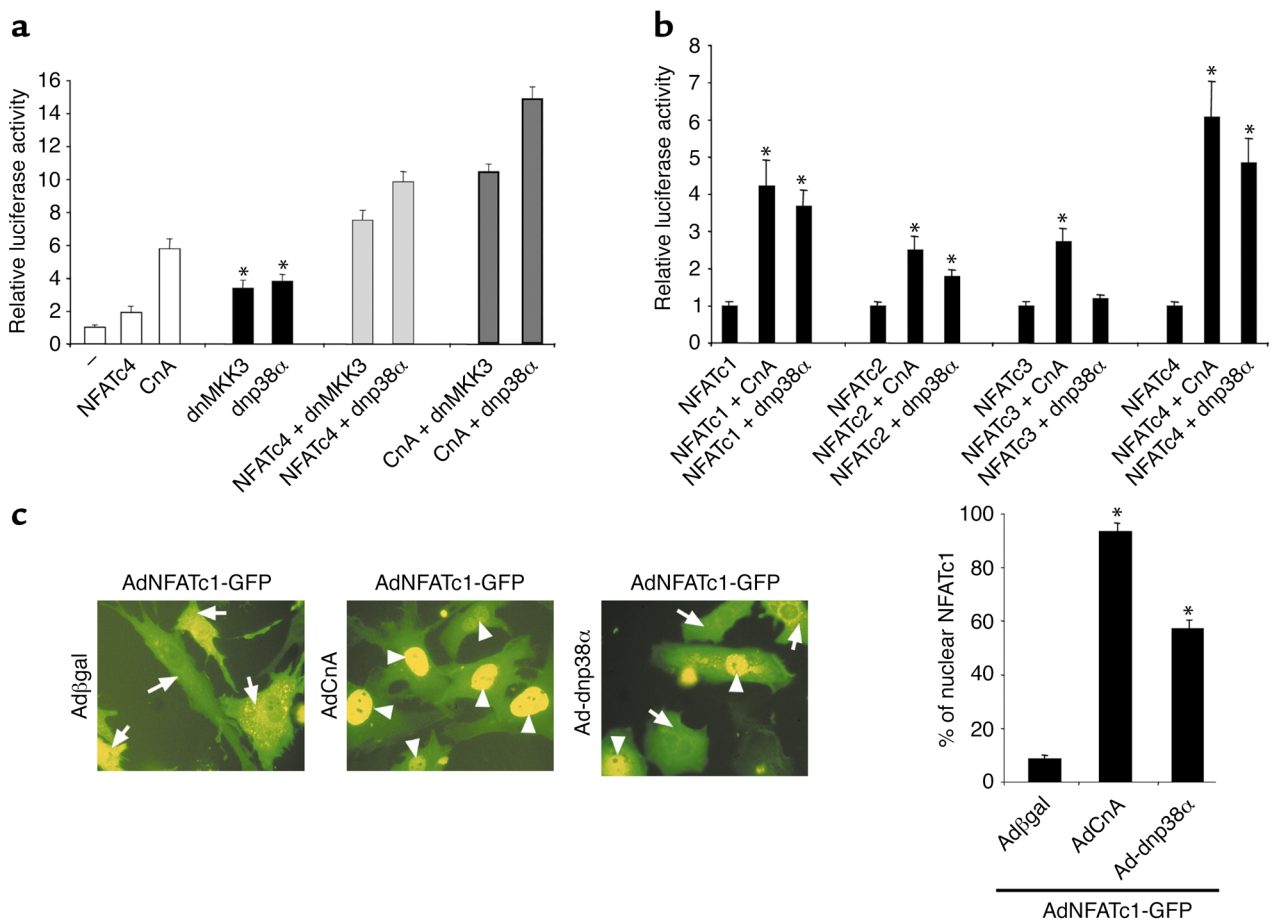 a
Relative luciferase activity
16
14
12
10
8
6
4
2
0
*
*
–
NFATc4
CnA
dnMKK3
dnp38α
NFATc4 + dnMKK3
NFATc4 + dnp38α
CnA + dnMKK3
CnA + dnp38α
b
Relative luciferase activity
8
7
6
5
4
3
2
1
0
*
*
*
*
*
*
*
NFATc1
NFATc1 + CnA
NFATc1 + dnp38α
NFATc2
NFATc2 + CnA
NFATc2 + dnp38α
NFATc3
NFATc3 + CnA
NFATc3 + dnp38α
NFATc4
NFATc4 + CnA
NFATc4 + dnp38α
c
AdNFATc1-GFP
Adβgal
AdNFATc1-GFP
AdCnA
AdNFATc1-GFP
Ad-dnp38α
% of nuclear NFATc1
100
80
60
40
20
0
*
*
Adβgal
AdCnA
Ad-dnp38α
AdNFATc1-GFP